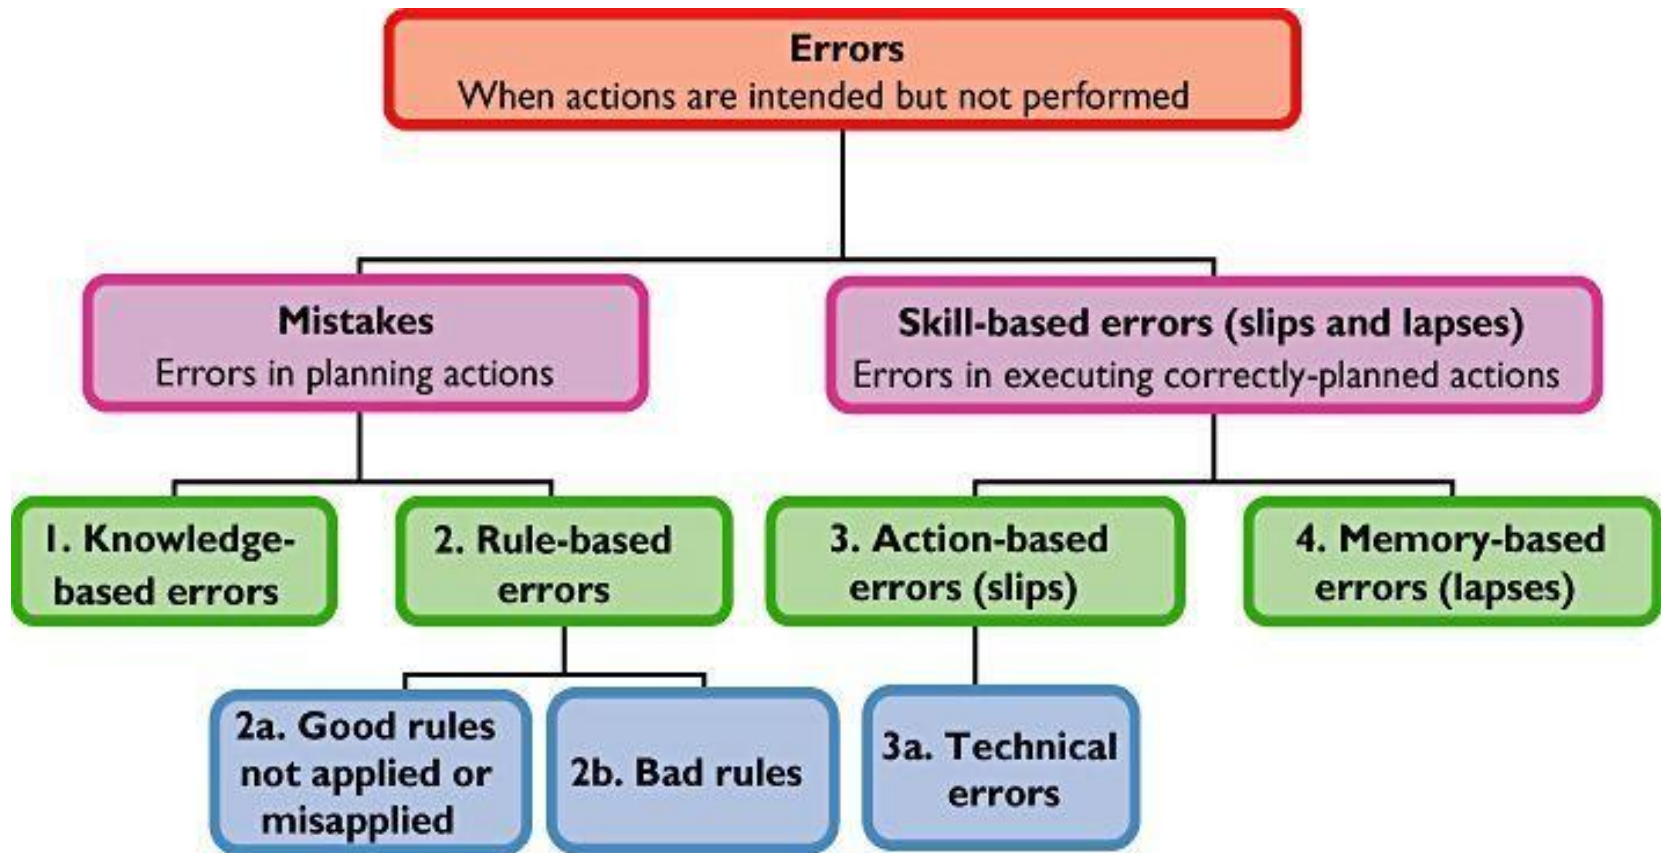 Errors
When actions are intended but not performed
Mistakes
Errors in planning actions
Skill-based errors (slips and lapses)
Errors in executing correctly-planned actions
1. Knowledge-
based errors
2. Rule-based
errors
3. Action-based
errors (slips)
4. Memory-based
errors (lapses)
2a. Good rules
not applied or
misapplied
2b. Bad rules
3a. Technical
errors